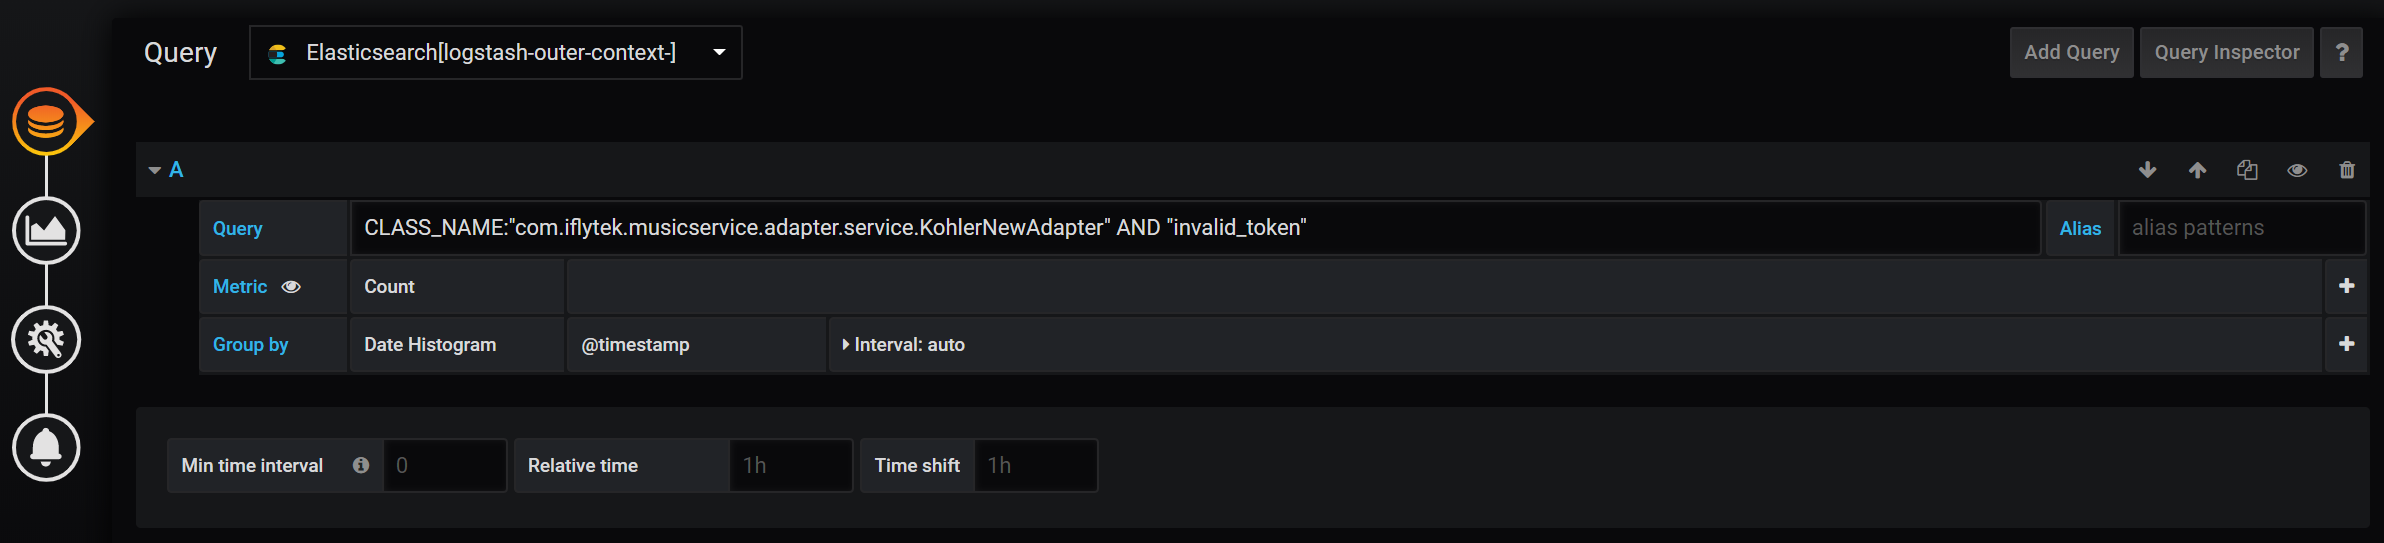 Query Elasticsearch[logstash-outer-context-] Add Query Query Inspector ?
A
Query CLASS_NAME:"com.iflytek.musicservice.adapter.service.KohlerNewAdapter" AND "invalid_token" Alias alias patterns
Metric Count
Group by Date Histogram @timestamp Interval: auto
Min time interval 0 Relative time 1h Time shift 1h